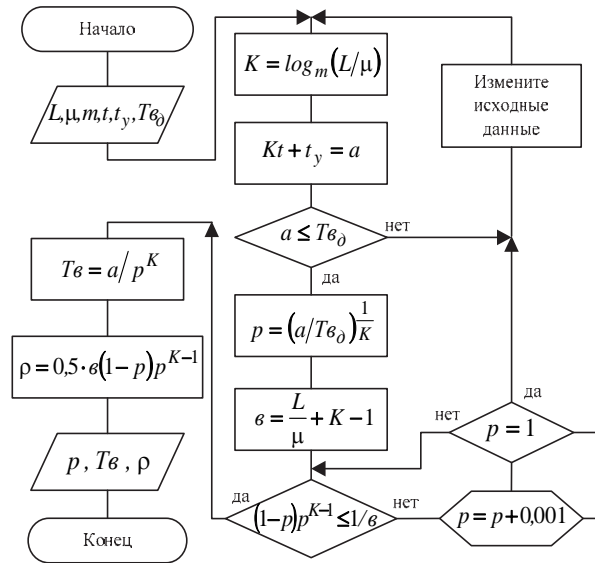 Начало
L,μ,m,t,t_y,Tв_д
K = log_m(L/μ)
Kt + t_y = a
a ≤ Tв_д
нет
да
p = (a/Tв_д)^{1/K}
в = L/μ + K − 1
(1−p)p^{K−1} ≤ 1/в
да
нет
p = p+0,001
p = 1
нет
да
Измените
исходные
данные
Tв = a/p^K
ρ = 0,5·в(1−p)p^{K−1}
p , Tв , ρ
Конец